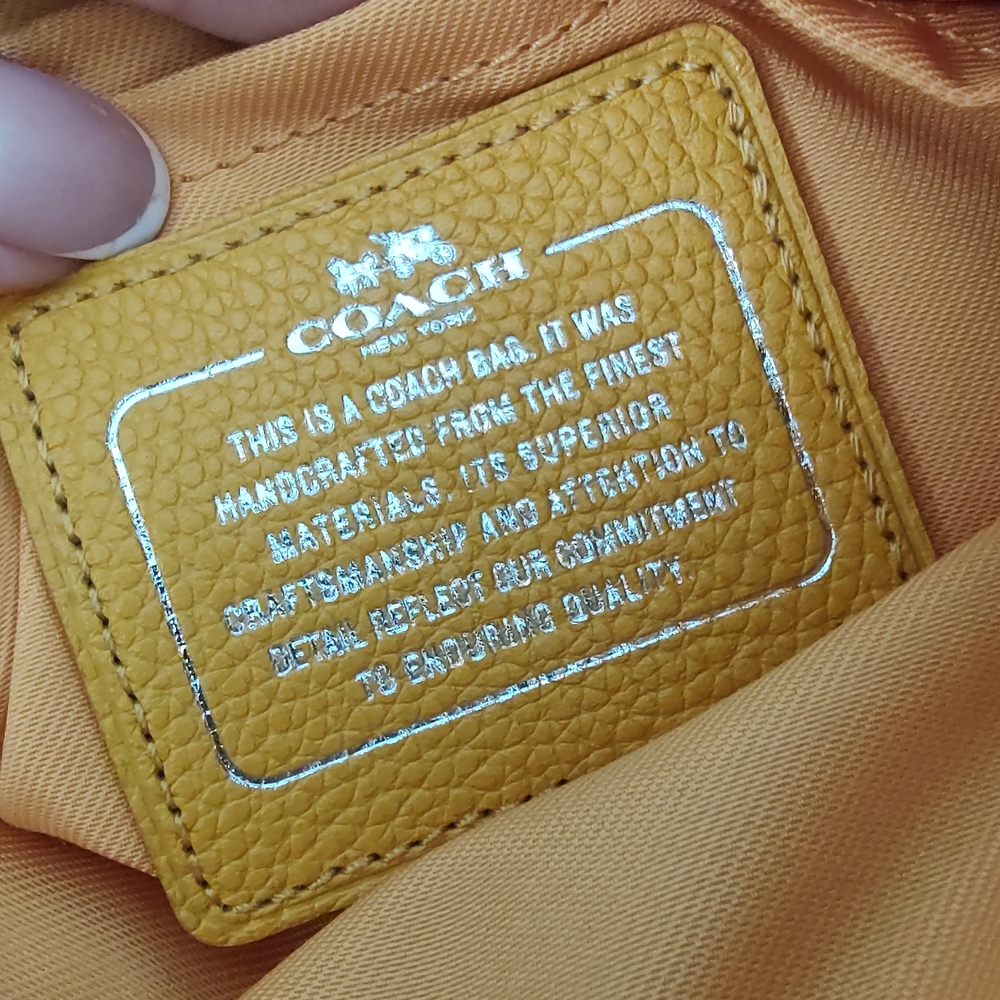 COACH
NEW YORK
THIS IS A COACH BAG. IT WAS
HANDCRAFTED FROM THE FINEST
MATERIALS. ITS SUPERIOR
CRAFTSMANSHIP AND ATTENTION TO
DETAIL REFLECT OUR COMMITMENT
TO ENDURING QUALITY.